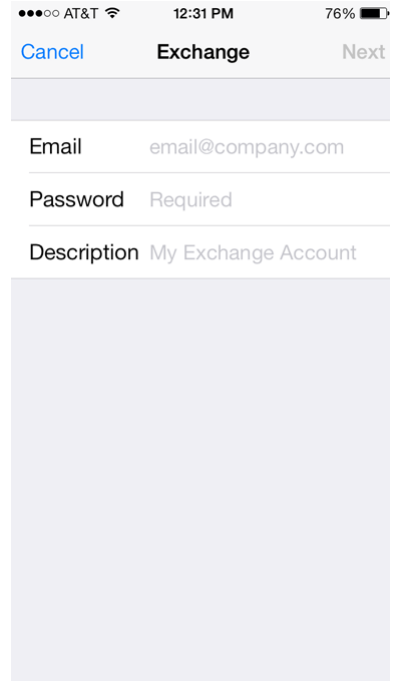 AT&T 12:31 PM 76%
Cancel Exchange Next
Email email@company.com
Password Required
Description My Exchange Account